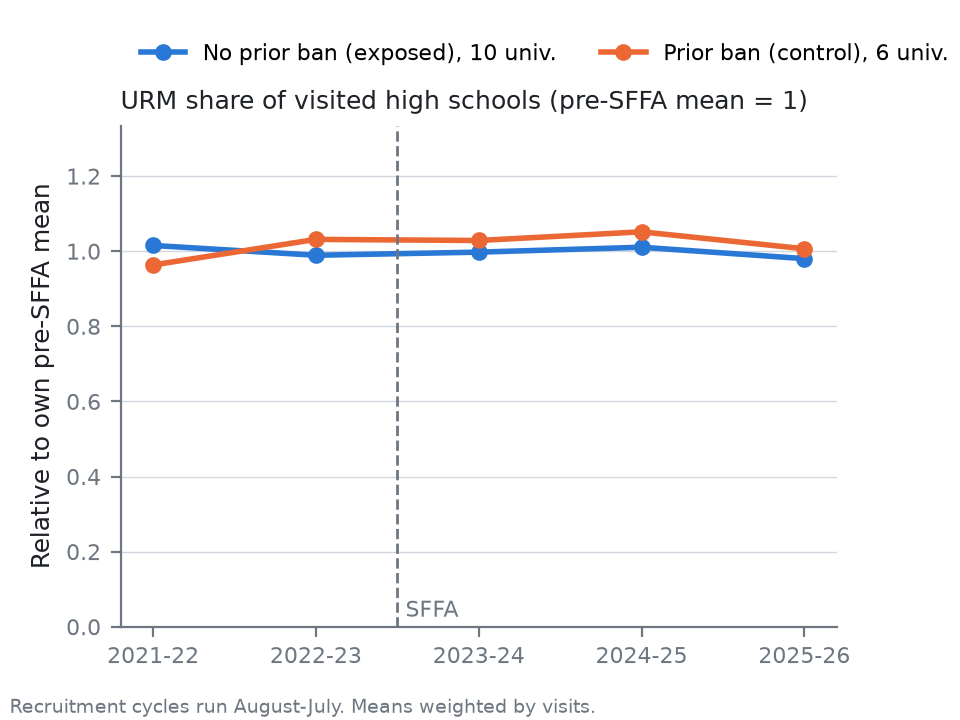 No prior ban (exposed), 10 univ.
Prior ban (control), 6 univ.
URM share of visited high schools (pre-SFFA mean = 1)
Relative to own pre-SFFA mean
1.2
1.0
0.8
0.6
0.4
0.2
0.0
SFFA
2021-22
2022-23
2023-24
2024-25
2025-26
Recruitment cycles run August-July. Means weighted by visits.